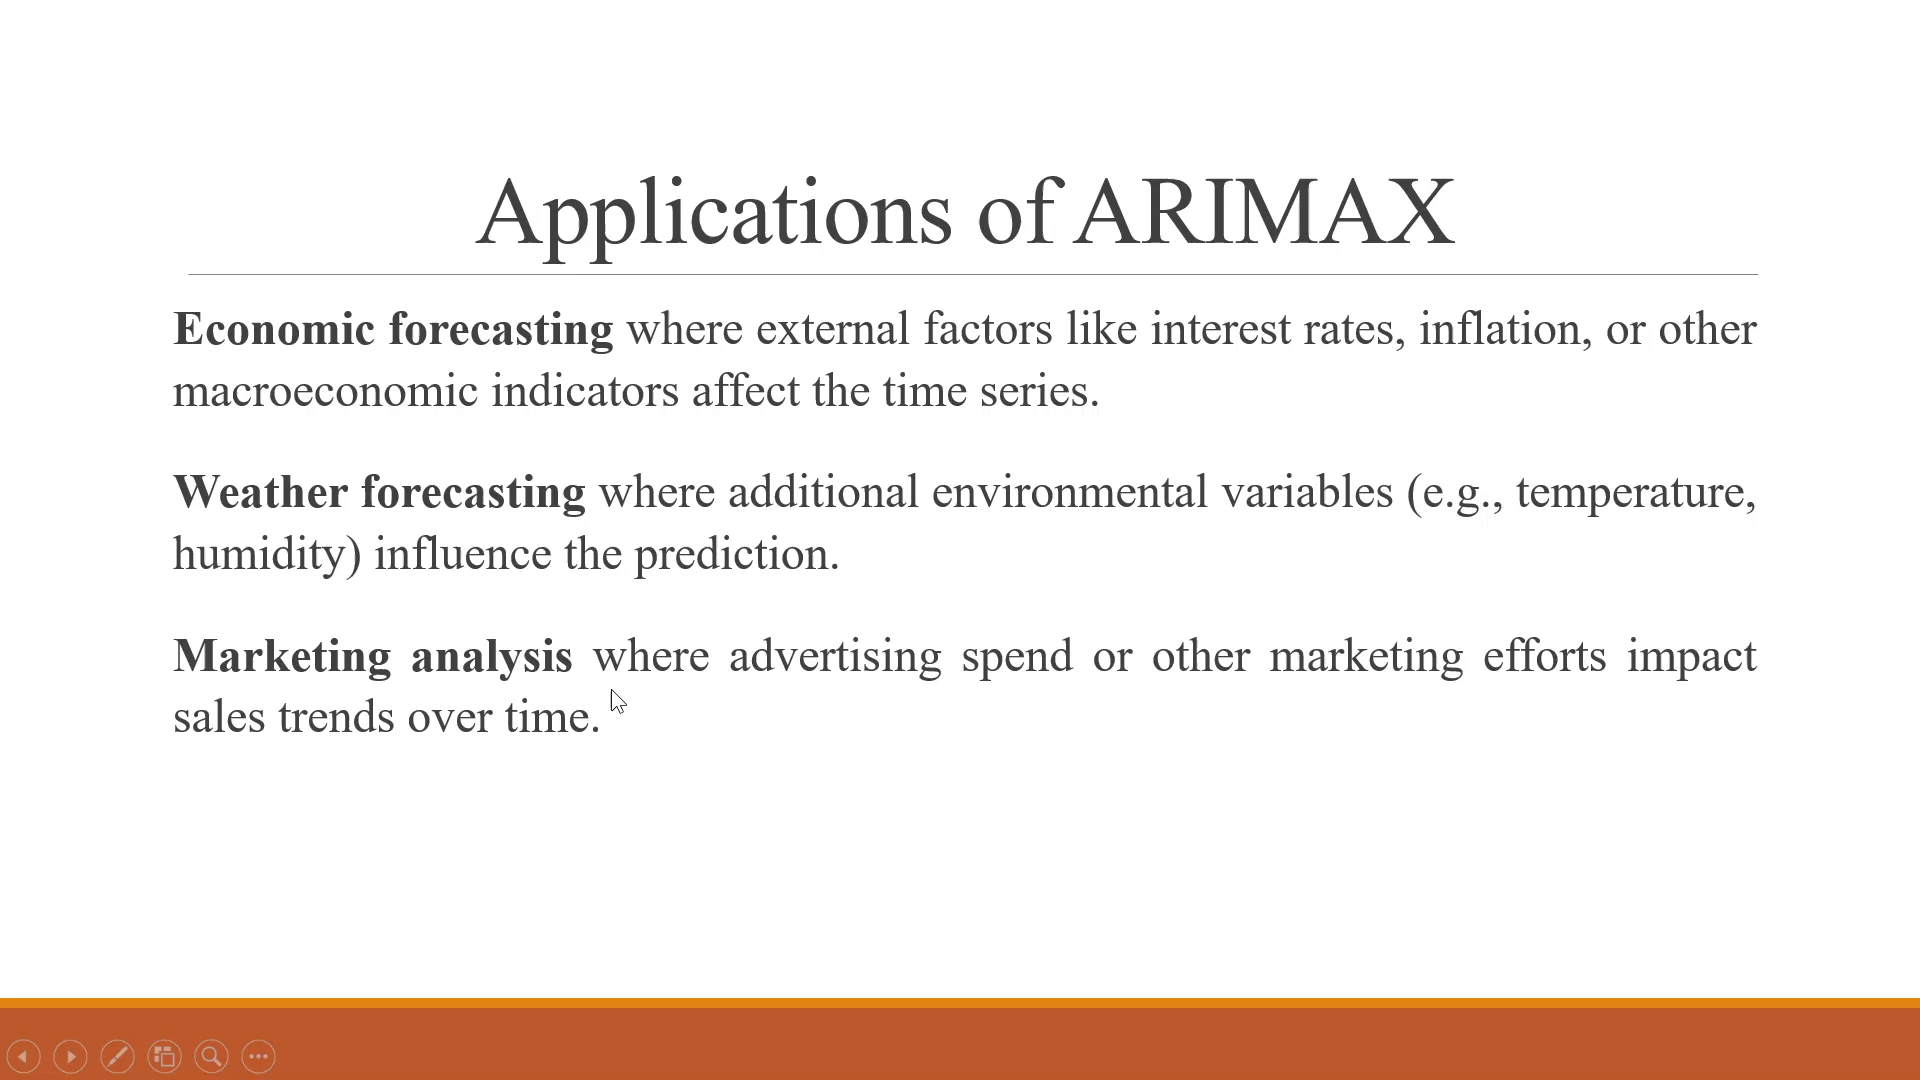 Applications of ARIMAX
Economic forecasting where external factors like interest rates, inflation, or other
macroeconomic indicators affect the time series.
Weather forecasting where additional environmental variables (e.g., temperature,
humidity) influence the prediction.
Marketing analysis where advertising spend or other marketing efforts impact
sales trends over time.